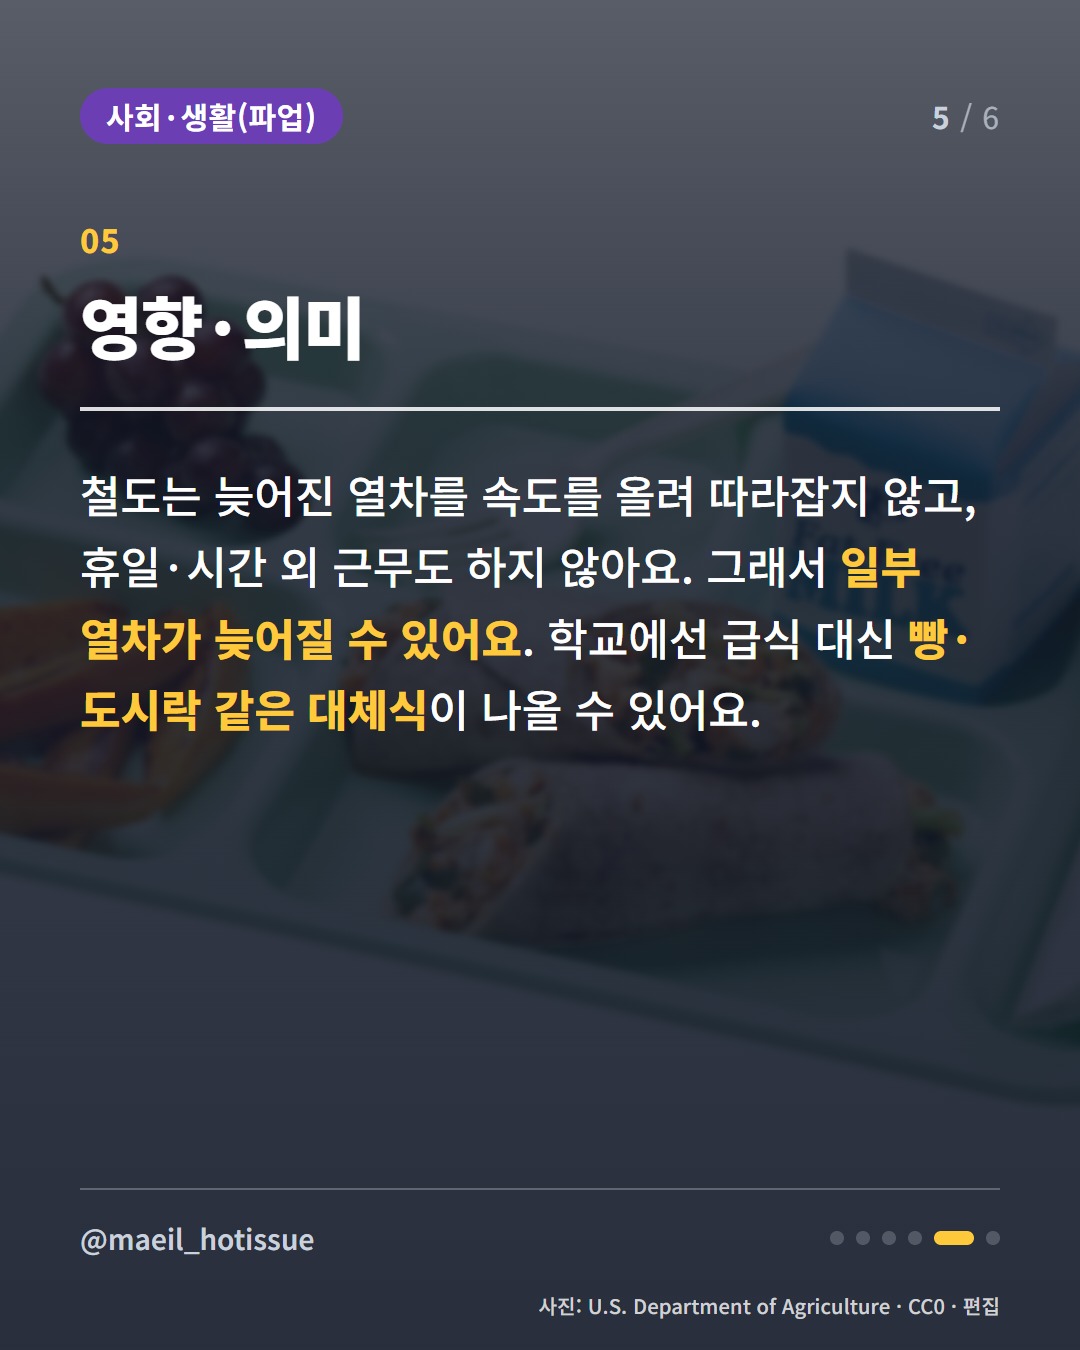 사회·생활(파업)
5 / 6
05
영향·의미
철도는 늦어진 열차를 속도를 올려 따라잡지 않고,
휴일·시간 외 근무도 하지 않아요. 그래서 일부
열차가 늦어질 수 있어요. 학교에선 급식 대신 빵·
도시락 같은 대체식이 나올 수 있어요.
@maeil_hotissue
사진: U.S. Department of Agriculture · CC0 · 편집